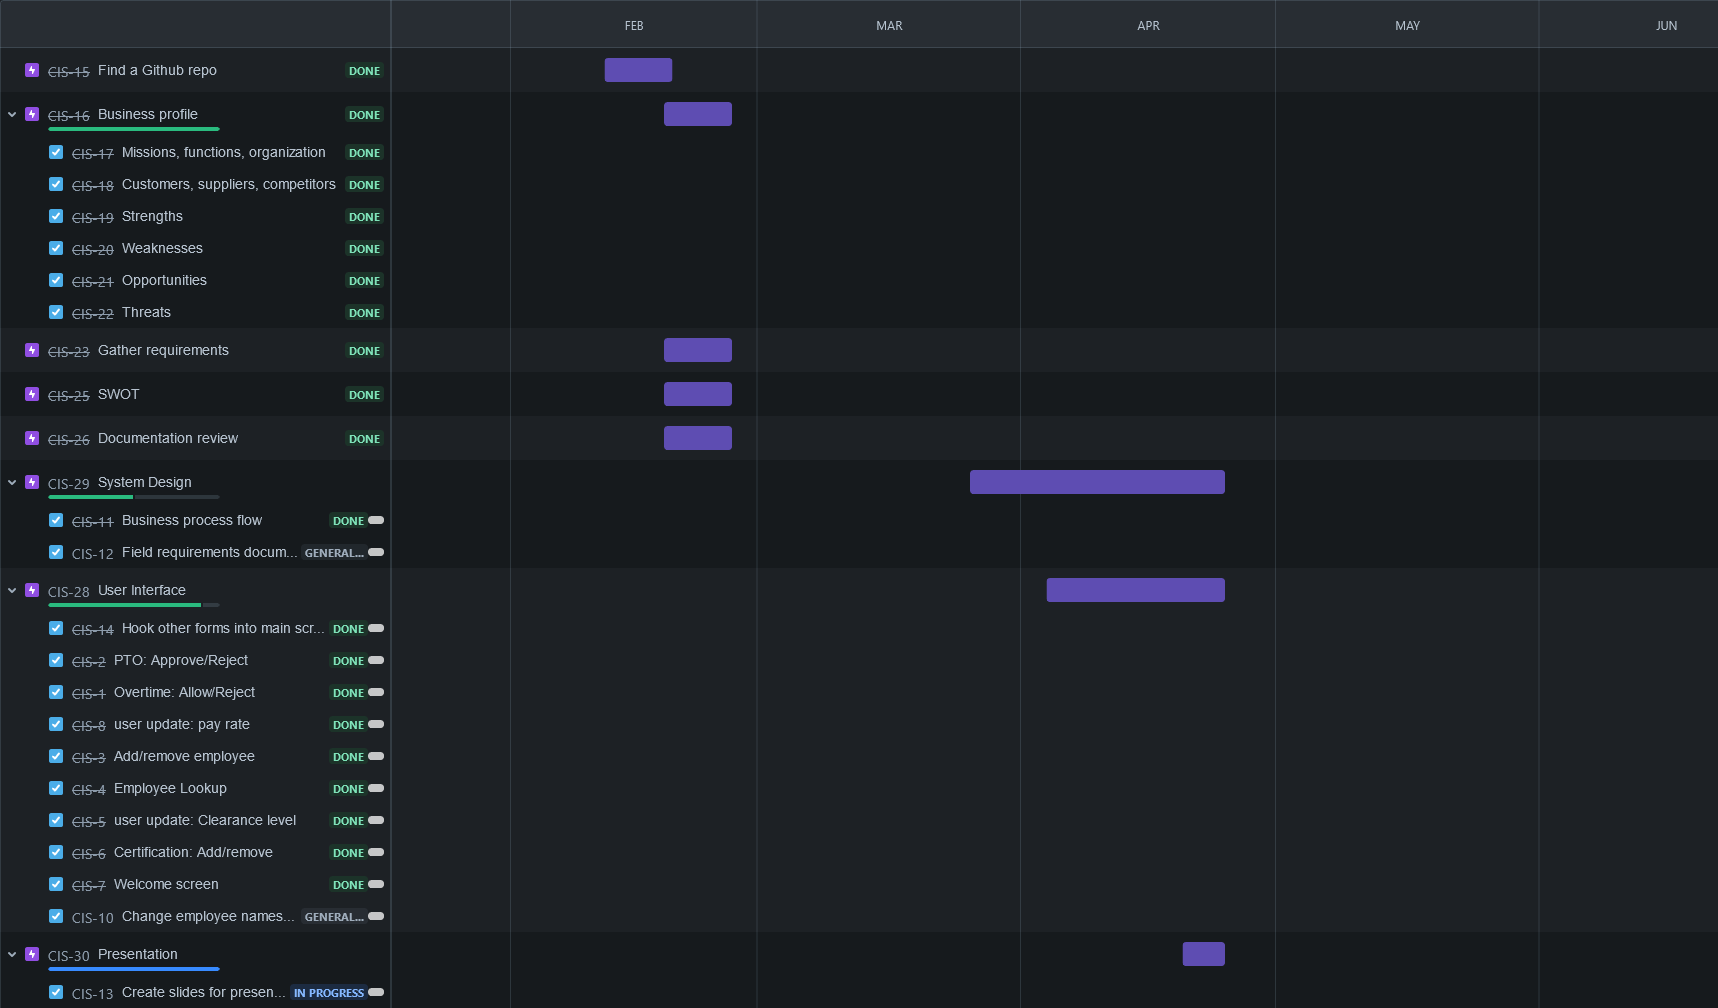 FEB MAR APR MAY JUN
CIS-15 Find a Github repo DONE
CIS-16 Business profile DONE
CIS-17 Missions, functions, organization DONE
CIS-18 Customers, suppliers, competitors DONE
CIS-19 Strengths DONE
CIS-20 Weaknesses DONE
CIS-21 Opportunities DONE
CIS-22 Threats DONE
CIS-23 Gather requirements DONE
CIS-25 SWOT DONE
CIS-26 Documentation review DONE
CIS-29 System Design
CIS-11 Business process flow DONE
CIS-12 Field requirements docum... GENERAL...
CIS-28 User Interface
CIS-14 Hook other forms into main scr... DONE
CIS-2 PTO: Approve/Reject DONE
CIS-1 Overtime: Allow/Reject DONE
CIS-8 user update: pay rate DONE
CIS-3 Add/remove employee DONE
CIS-4 Employee Lookup DONE
CIS-5 user update: Clearance level DONE
CIS-6 Certification: Add/remove DONE
CIS-7 Welcome screen DONE
CIS-10 Change employee names... GENERAL...
CIS-30 Presentation
CIS-13 Create slides for presen... IN PROGRESS